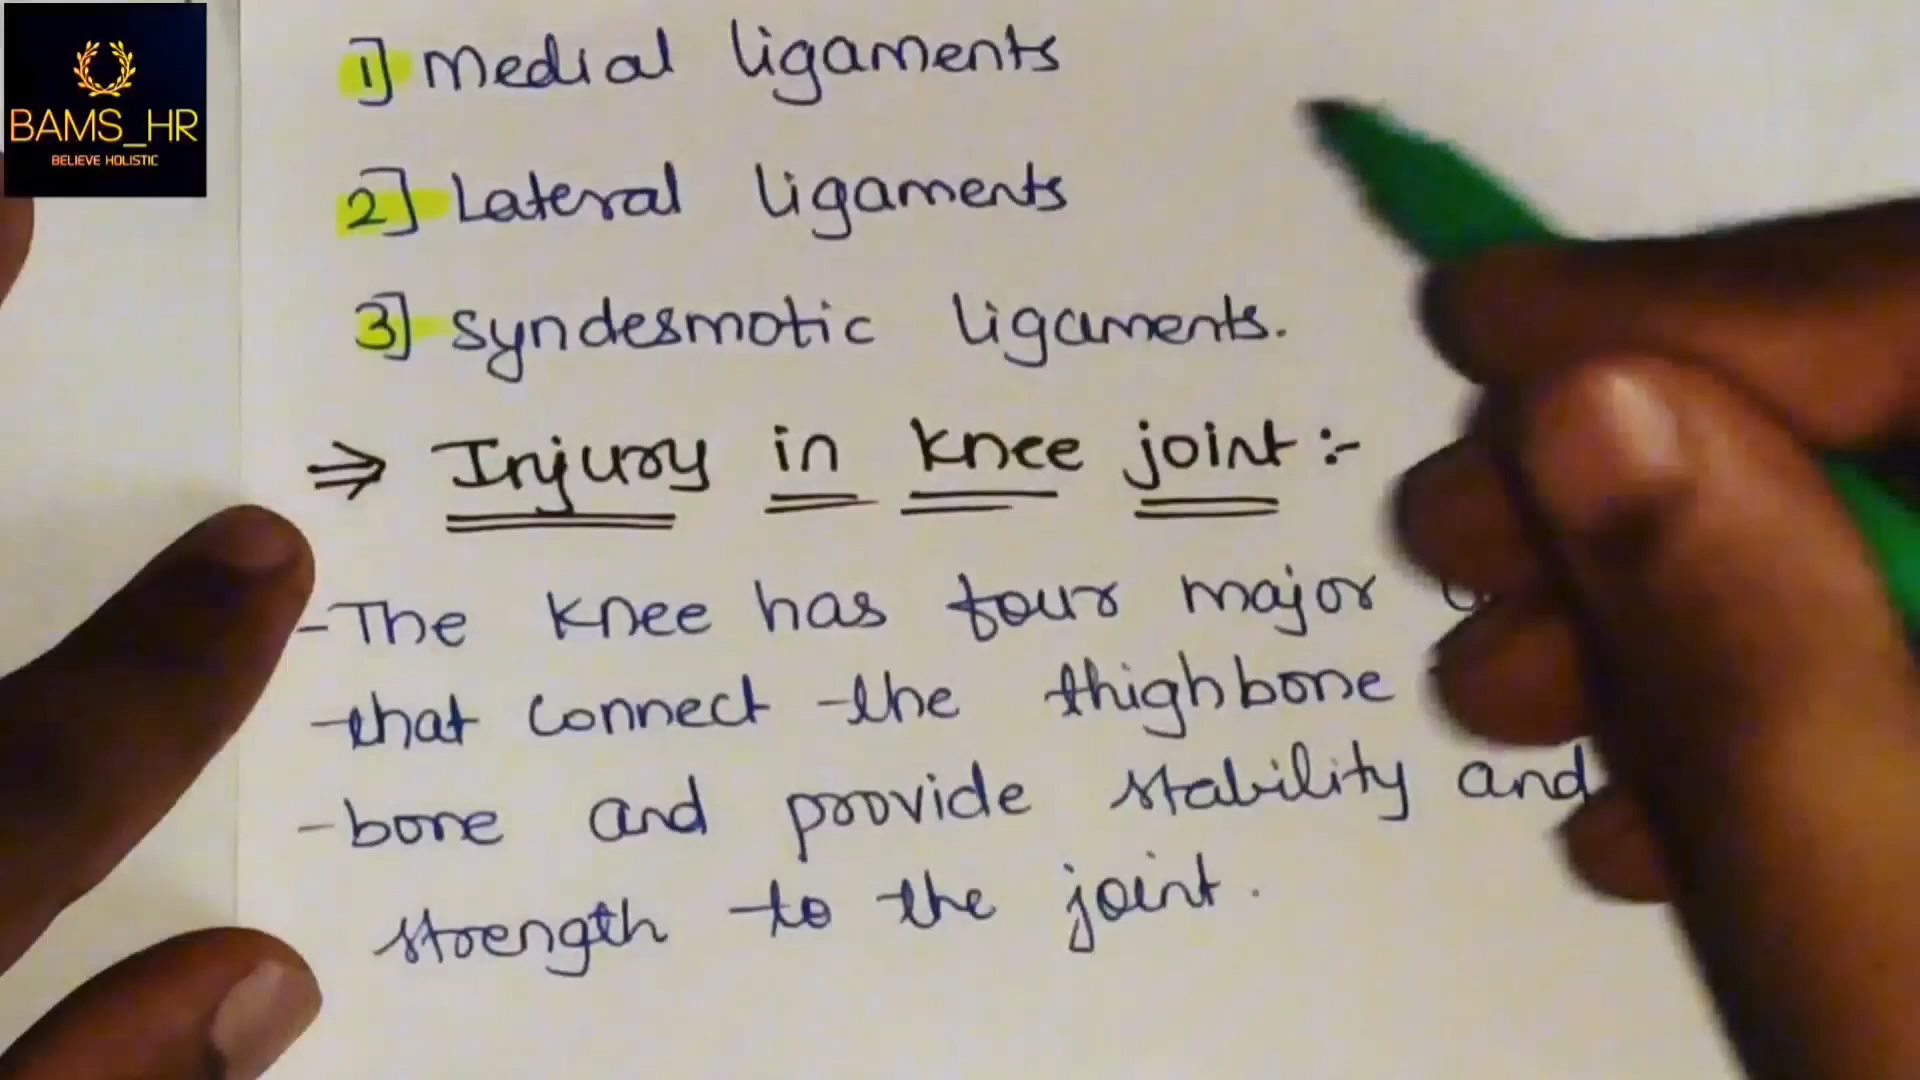 BAMS_HR
BELIEVE HOLISTIC
1] Medial ligaments
2] Lateral ligaments
3] Syndesmotic ligaments.
⇒ Injury in knee joint :-
-The knee has four major
that connect the thighbone
-bone and provide stability and
strength to the joint.